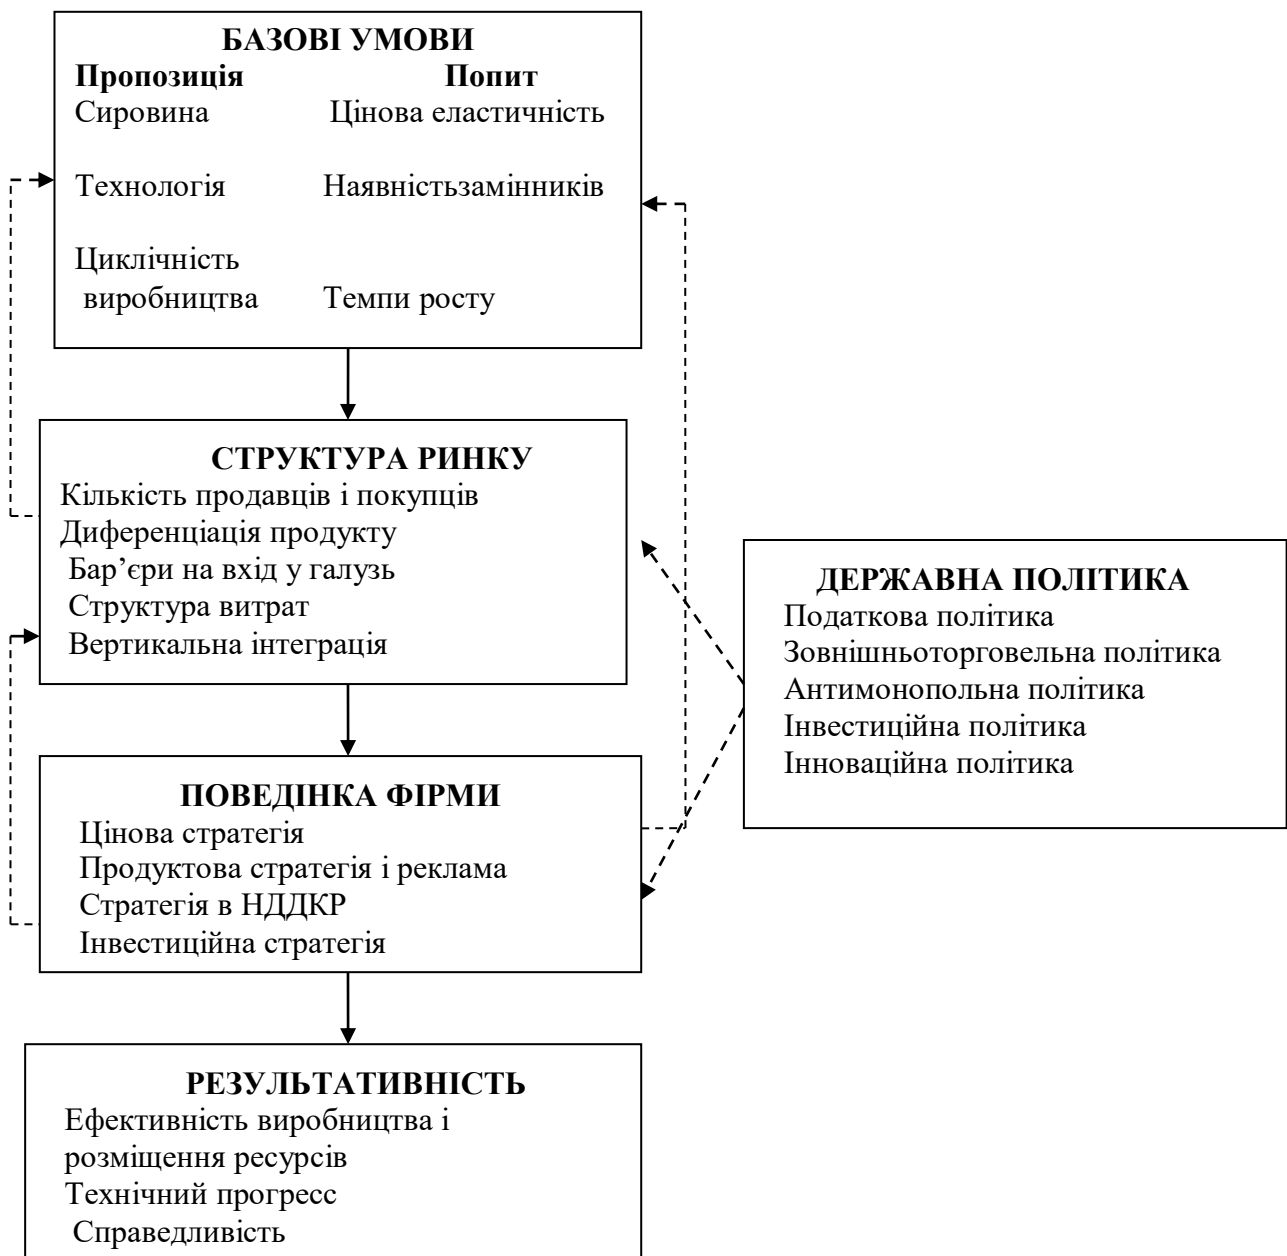 БАЗОВІ УМОВИ
Пропозиція Попит
Сировина Цінова еластичність
Технологія Наявністьзамінників
Циклічність
виробництва Темпи росту
СТРУКТУРА РИНКУ
Кількість продавців і покупців
Диференціація продукту
Бар’єри на вхід у галузь
Структура витрат
Вертикальна інтеграція
ДЕРЖАВНА ПОЛІТИКА
Податкова політика
Зовнішньоторговельна політика
Антимонопольна політика
Інвестиційна політика
Інноваційна політика
ПОВЕДІНКА ФІРМИ
Цінова стратегія
Продуктова стратегія і реклама
Стратегія в НДДКР
Інвестиційна стратегія
РЕЗУЛЬТАТИВНІСТЬ
Ефективність виробництва і
розміщення ресурсів
Технічний прогресс
Справедливість